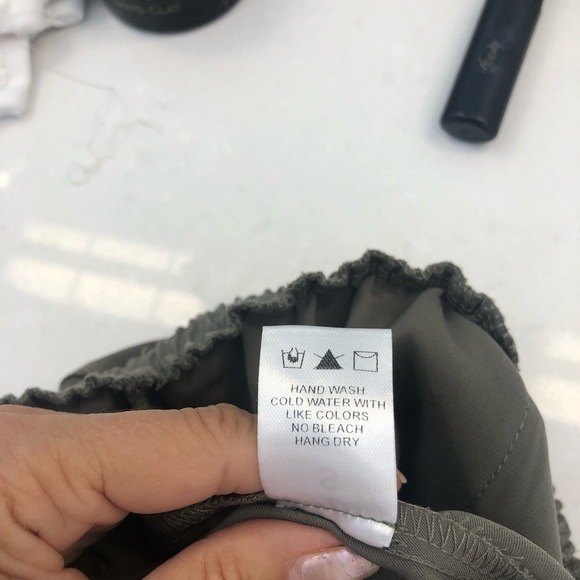 HAND WASH
COLD WATER WITH
LIKE COLORS
NO BLEACH
HANG DRY